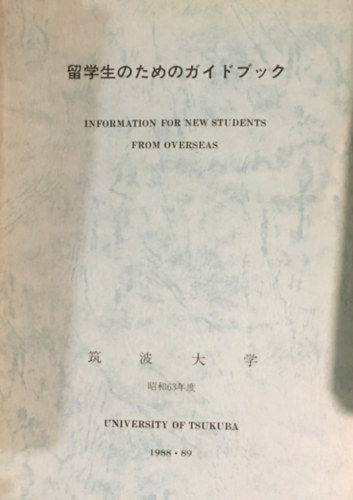 留学生のためのガイドブック
INFORMATION FOR NEW STUDENTS
FROM OVERSEAS
筑波大学
昭和63年度
UNIVERSITY OF TSUKUBA
1988・89